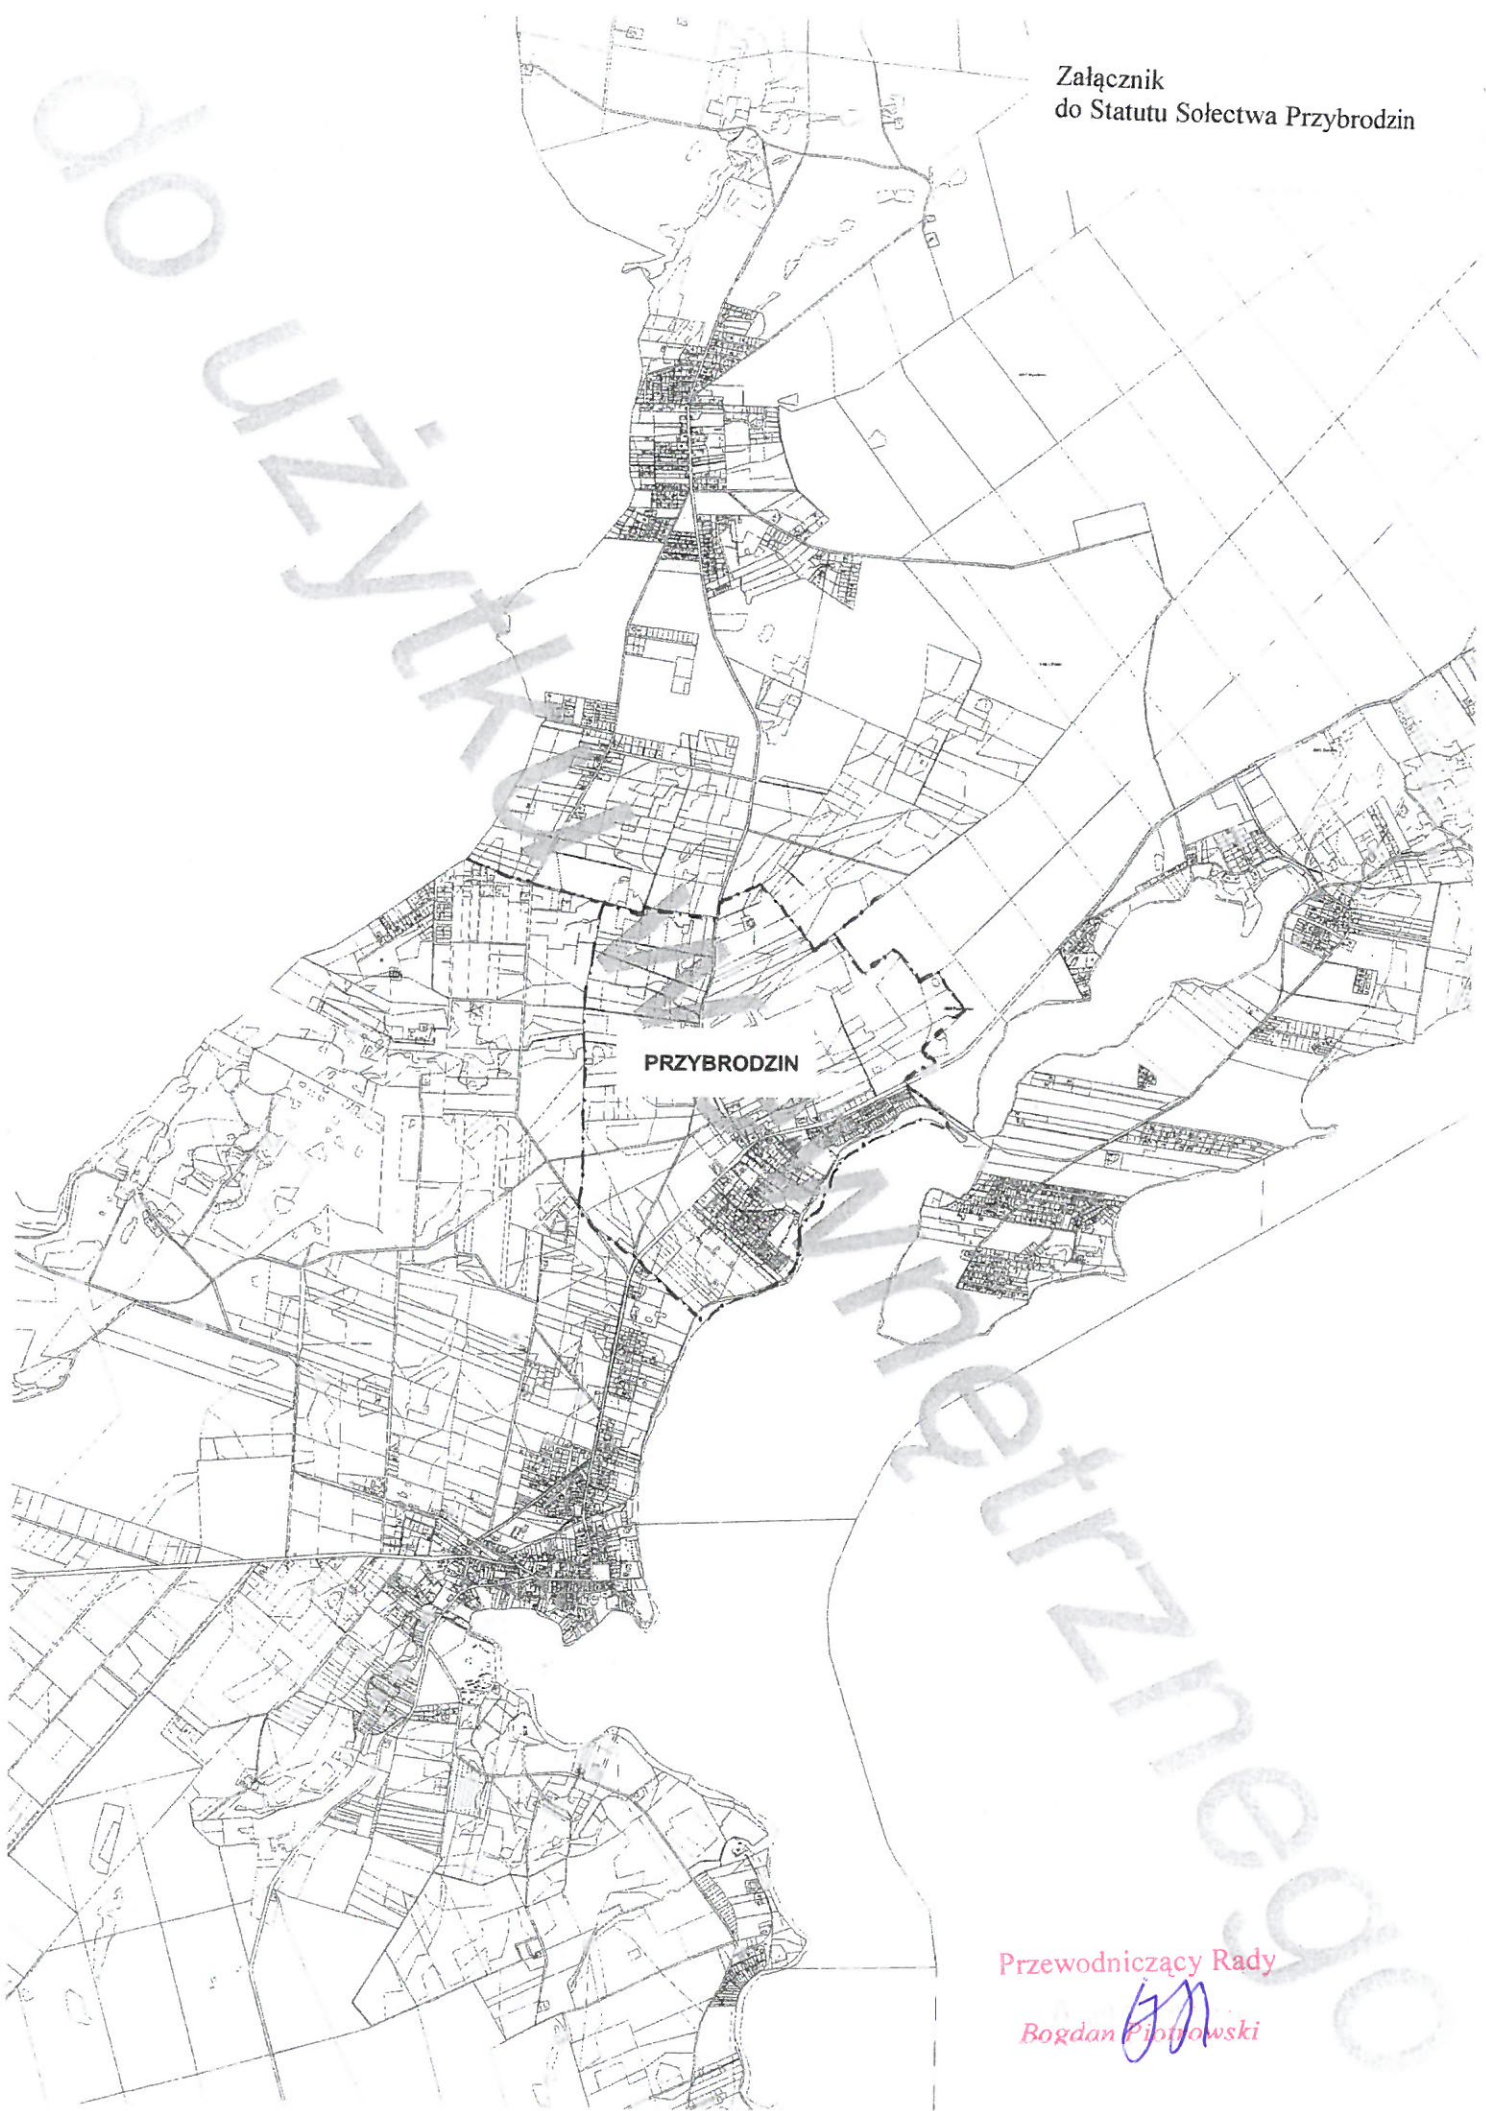 Załącznik
do Statutu Sołectwa Przybrodzin
do użytku wewnętrznego
PRZYBRODZIN
Przewodniczący Rady
Bogdan Piotrowski